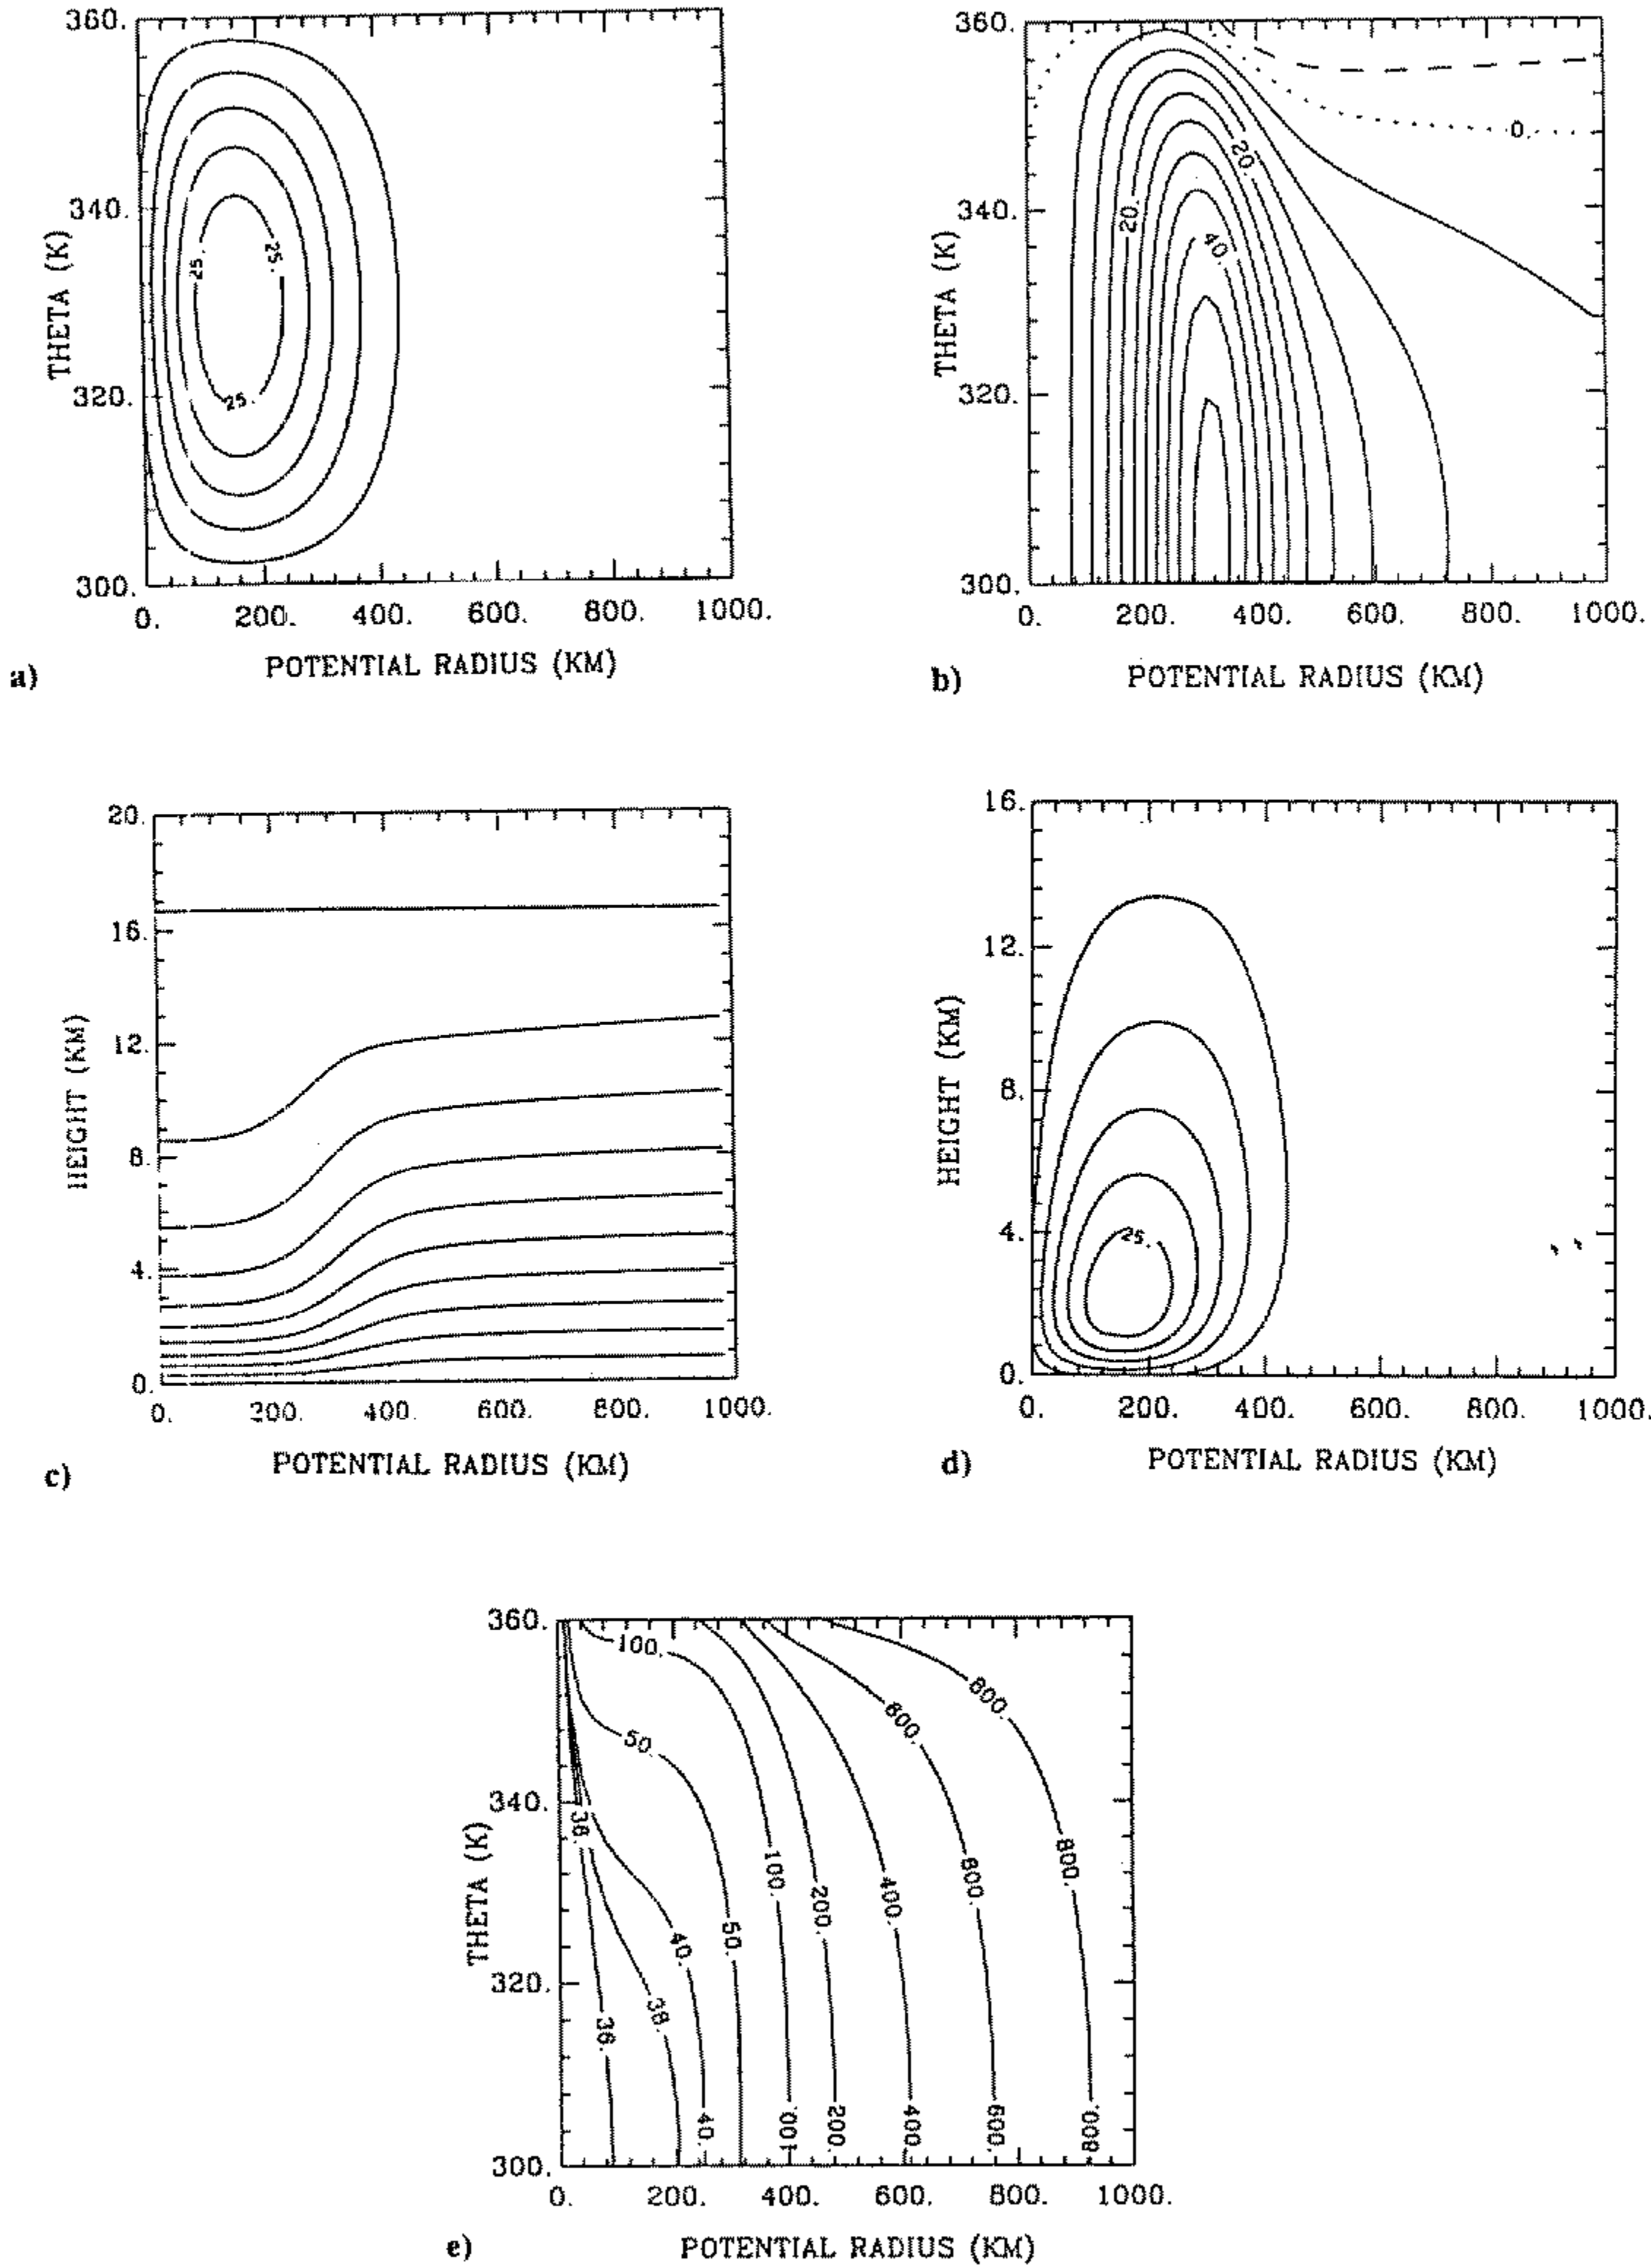 360.
340.
320.
300.
THETA (K)
25.
25.
25.
0. 200. 400. 600. 800. 1000.
POTENTIAL RADIUS (KM)
a)
360.
340.
320.
300.
THETA (K)
0.
20.
20.
40.
0. 200. 400. 600. 800. 1000.
POTENTIAL RADIUS (KM)
b)
20.
16.
12.
8.
4.
0.
HEIGHT (KM)
0. 200. 400. 600. 800. 1000.
POTENTIAL RADIUS (KM)
c)
16.
12.
8.
4.
0.
HEIGHT (KM)
25.
0. 200. 400. 600. 800. 1000.
POTENTIAL RADIUS (KM)
d)
360.
340.
320.
300.
THETA (K)
100.
50.
800.
600.
36.
100.
200.
400.
600.
800.
50.
40.
38.
36.
40.
100.
200.
400.
600.
800.
0. 200. 400. 600. 800. 1000.
POTENTIAL RADIUS (KM)
e)